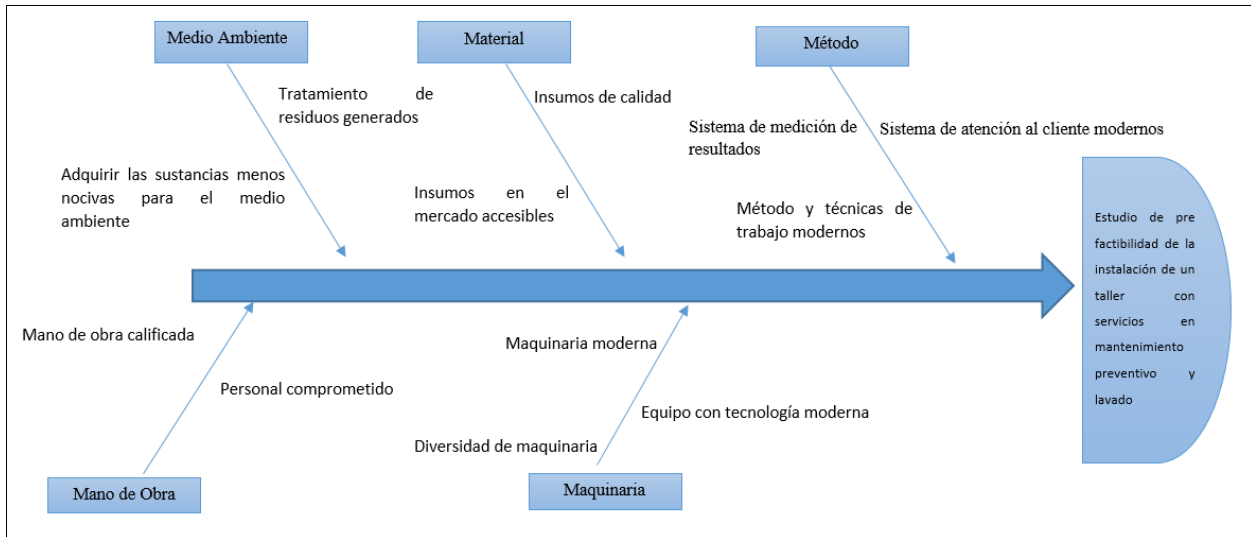 Medio Ambiente
Material
Método
Tratamiento de
residuos generados
Insumos de calidad
Sistema de medición de
resultados
Sistema de atención al cliente modernos
Adquirir las sustancias menos
nocivas para el medio
ambiente
Insumos en el
mercado accesibles
Método y técnicas de
trabajo modernos
Estudio de pre
factibilidad de la
instalación de un
taller con
servicios en
mantenimiento
preventivo y
lavado
Mano de obra calificada
Personal comprometido
Maquinaria moderna
Equipo con tecnología moderna
Diversidad de maquinaria
Mano de Obra
Maquinaria